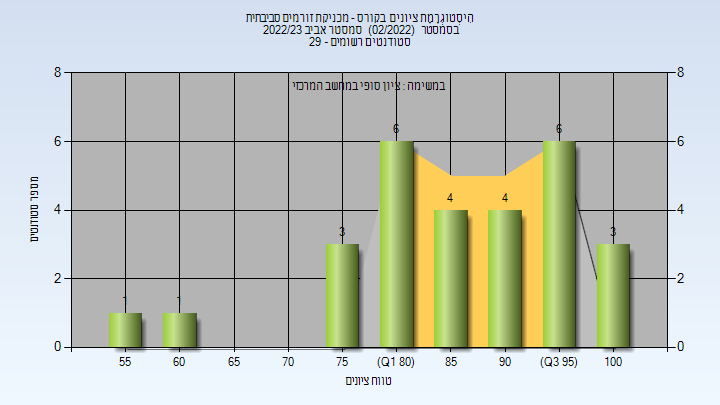 הִיסְטוֹגְרָמַת ציונים בקורס - מכניקת זורמים סביבתית
בסמסטר (02/2022) סמסטר אביב 2022/23
סטודנטים רשומים - 29
במשימה : ציון סופי במחשב המרכזי
8 8
6 6
4 4
2 2
0 0
1 1 3 6 4 4 6 3
מספר סטודנטים
55 60 65 70 75 (Q1 80) 85 90 (Q3 95) 100
טווח ציונים